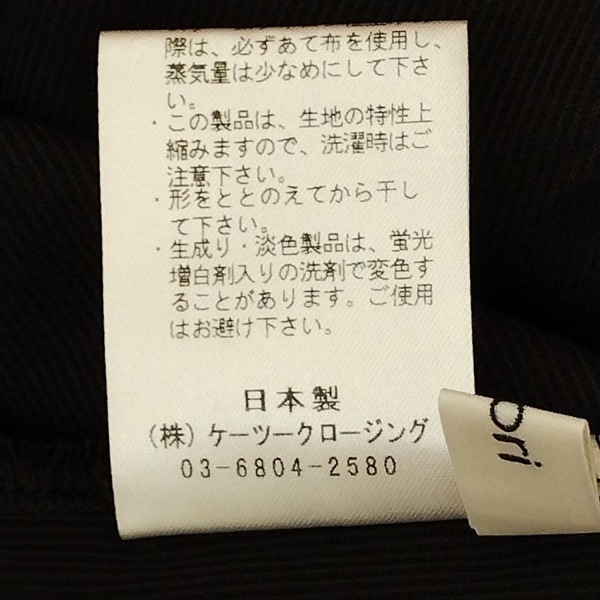 際は、必ずあて布を使用し、
蒸気量は少なめにして下さ
い。
・この製品は、生地の特性上
縮みますので、洗濯時はご
注意下さい。
・形をととのえてから干し
て下さい。
・生成り・淡色製品は、蛍光
増白剤入りの洗剤で変色す
ることがあります。ご使用
はお避け下さい。
日本製
(株)ケーツークロージング
03-6804-2580
ori